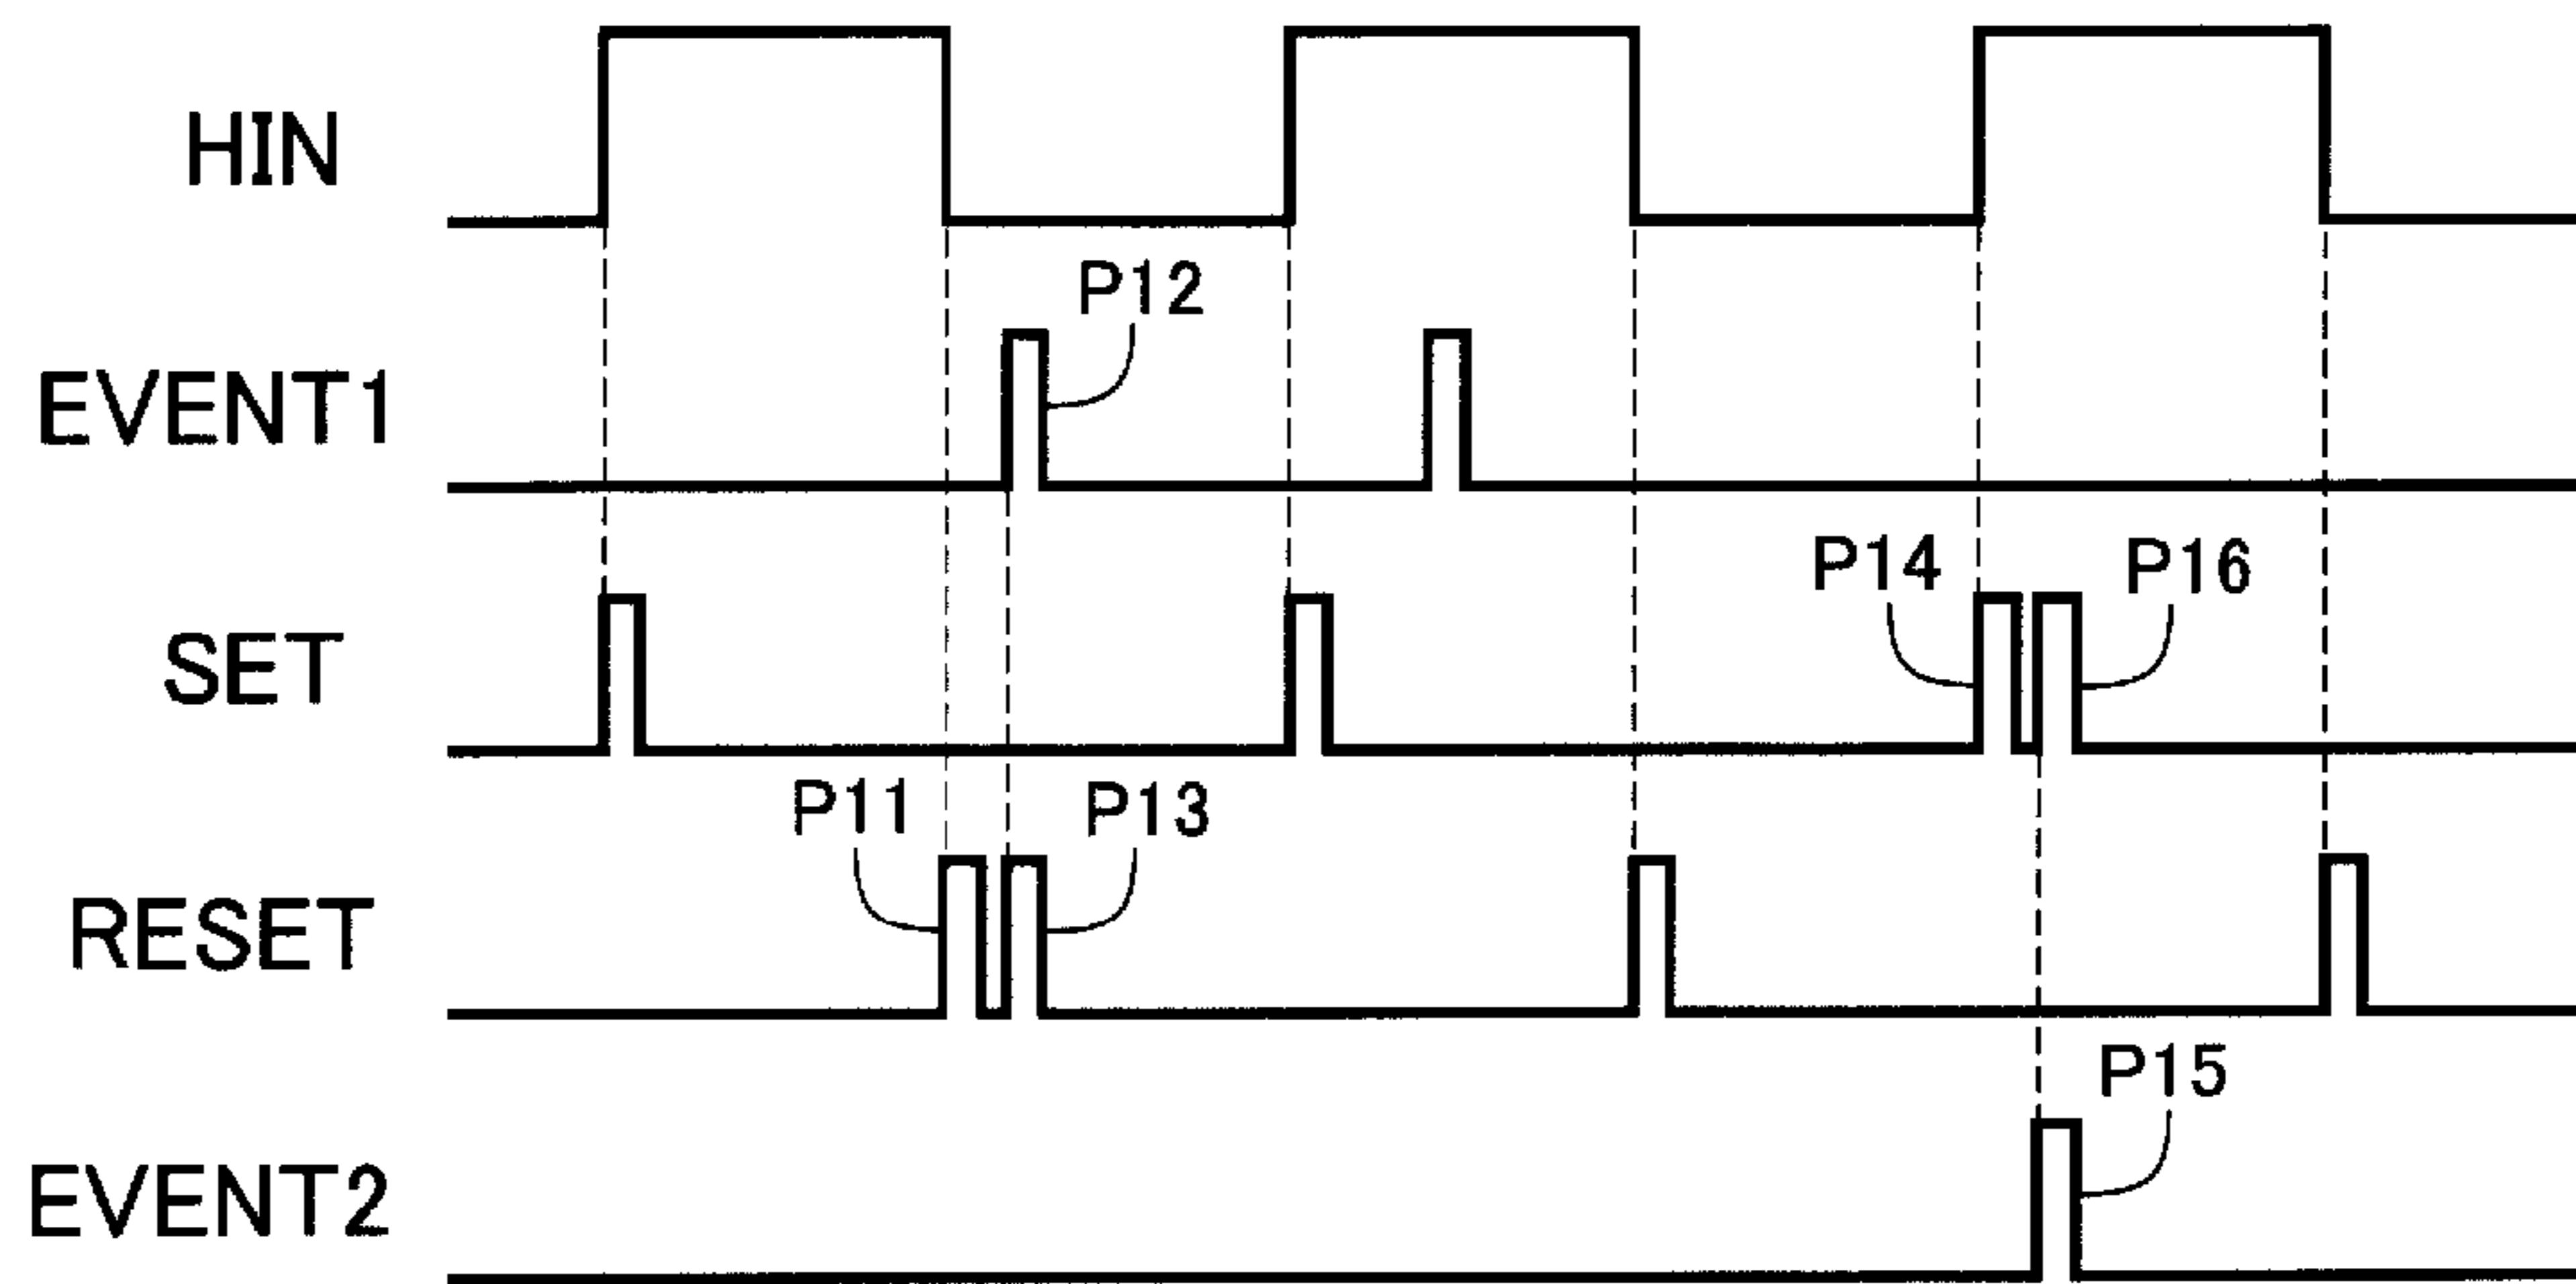 HIN
P12
EVENT1
P14 P16
SET
P11 P13
RESET
P15
EVENT2